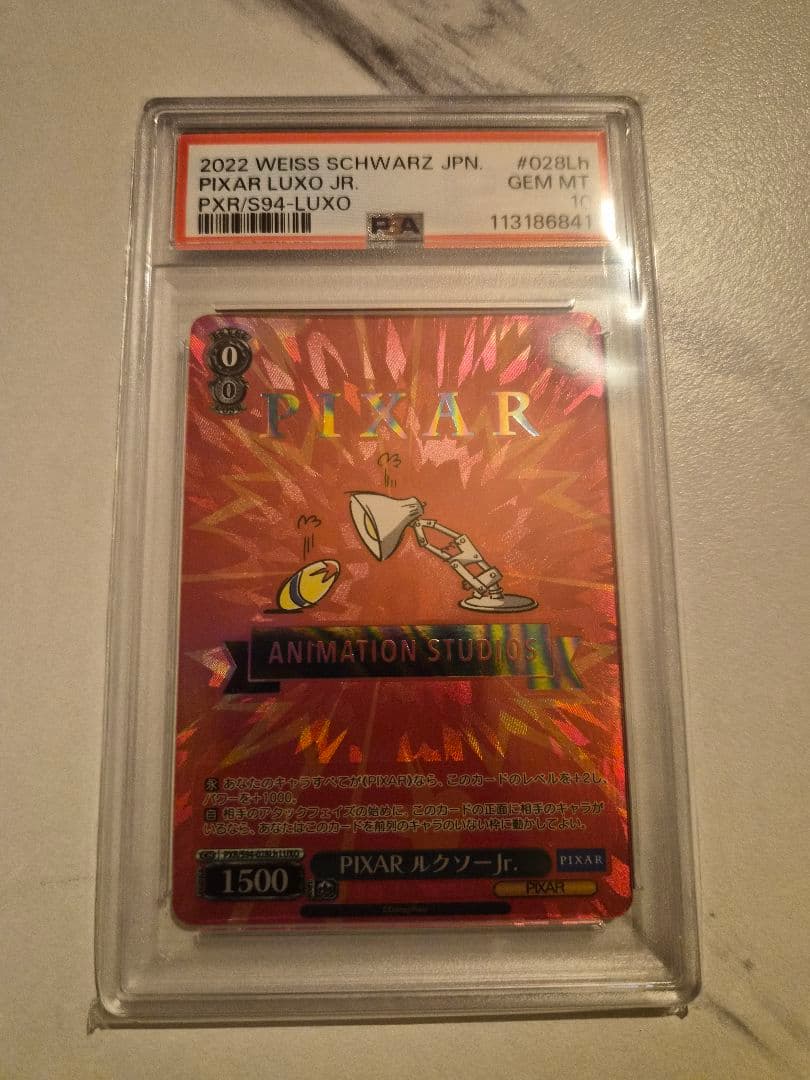 2022 WEISS SCHWARZ JPN. #028Lh
PIXAR LUXO JR. GEM MT
PXR/S94-LUXO 10
PSA 113186841
0
0
PIXAR
ANIMATION STUDIOS
永 あなたのキャラすべてが《PIXAR》なら、このカードのレベルを+2し、
パワーを+1000。
自 相手のアタックフェイズの始めに、このカードの正面に相手のキャラが
いるなら、あなたはこのカードを前列のキャラのいない枠に動かしてよい。
1500 PIXAR ルクソーJr. PIXAR
PIXAR